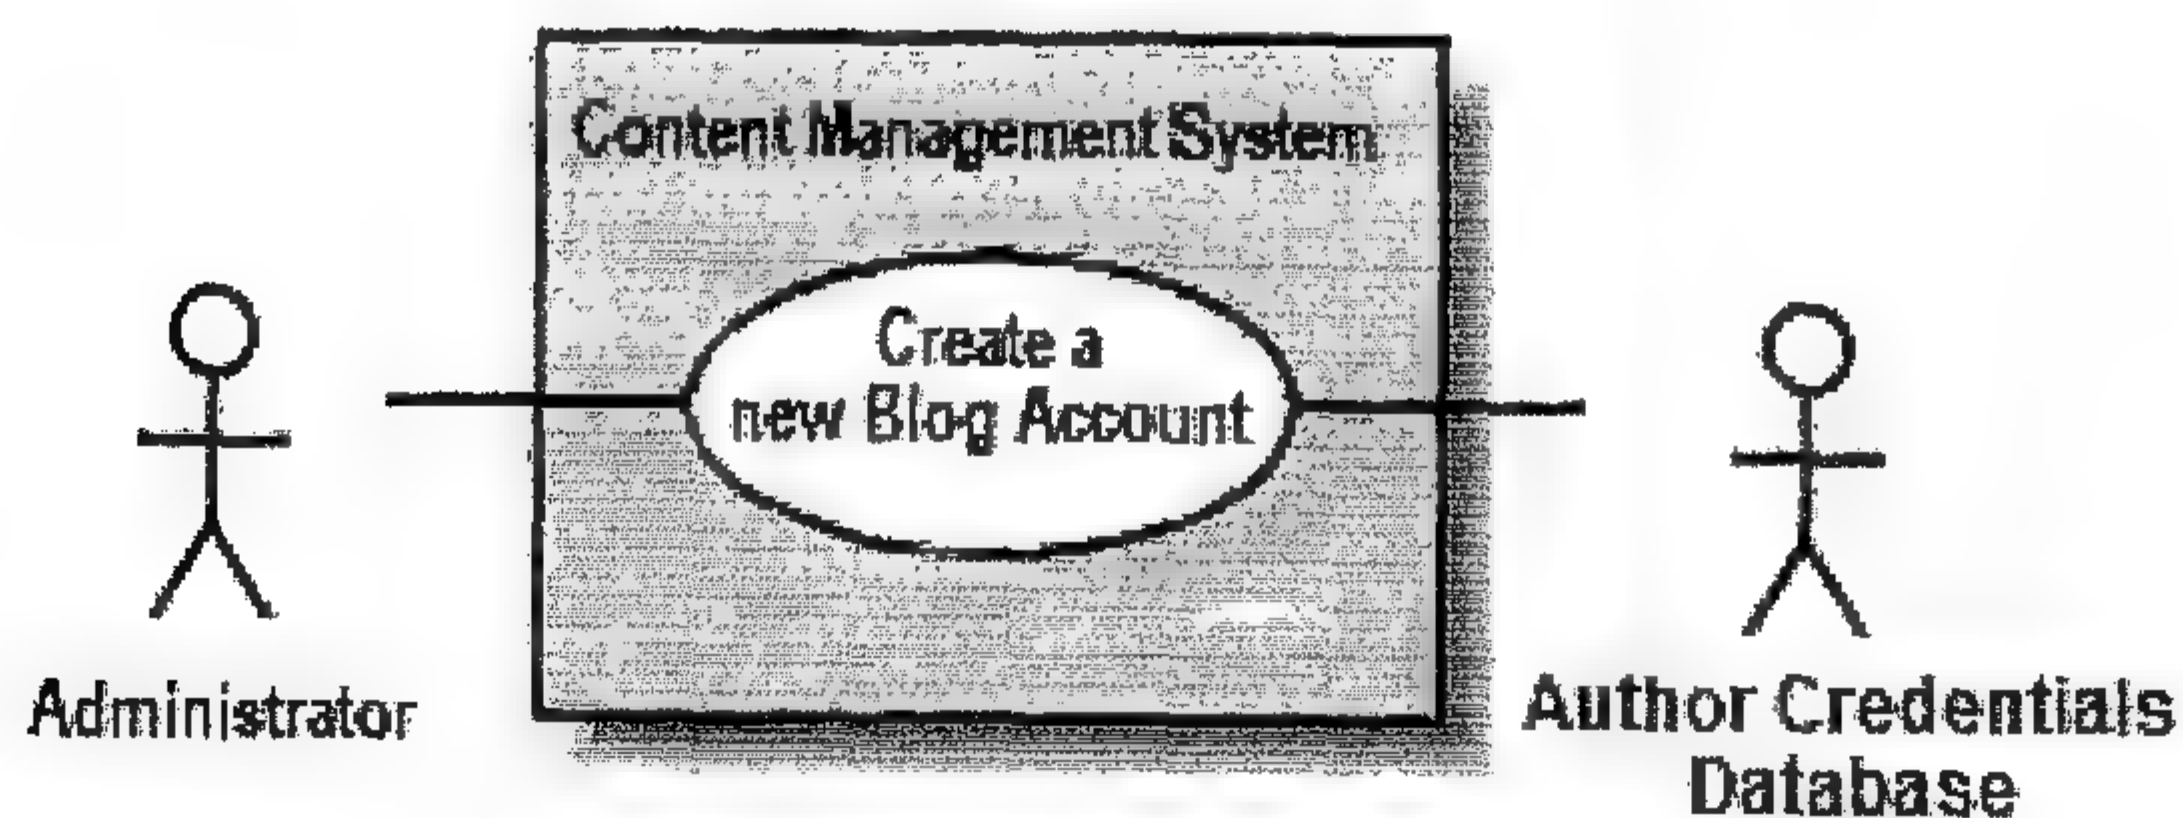 Content Management System
Create a
new Blog Account
Administrator
Author Credentials
Database